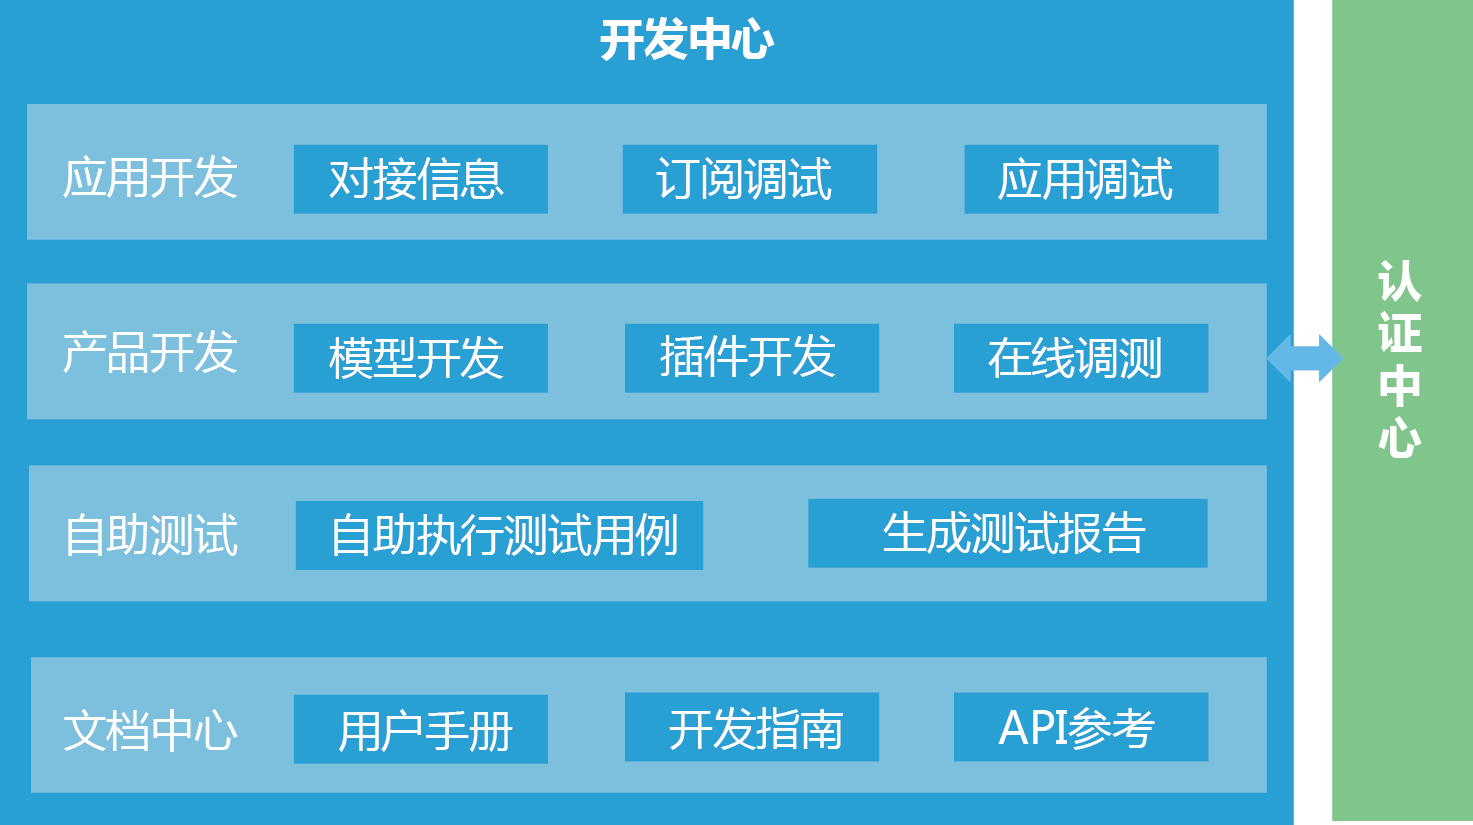 开发中心
应用开发
对接信息
订阅调试
应用调试
产品开发
模型开发
插件开发
在线调测
自助测试
自助执行测试用例
生成测试报告
文档中心
用户手册
开发指南
API参考
认证中心